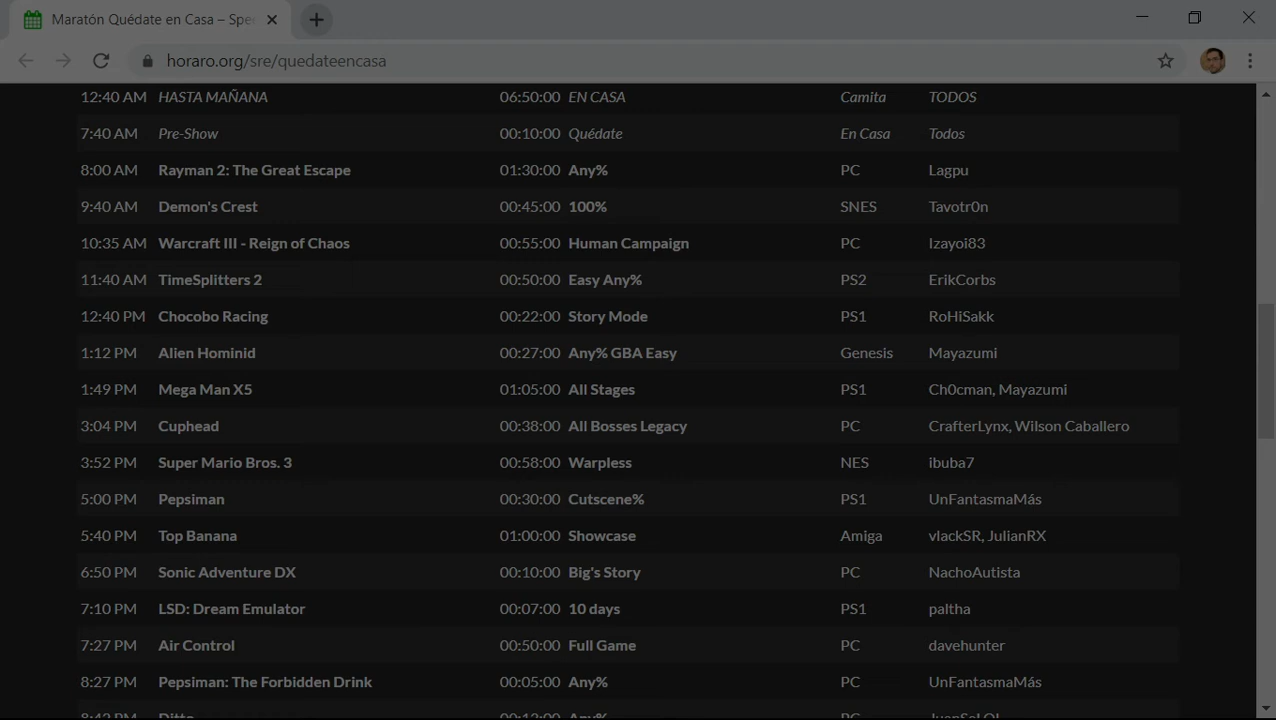 Maratón Quédate en Casa – Spe
horaro.org/sre/quedateencasa
12:40 AM HASTA MAÑANA 06:50:00 EN CASA Camita TODOS
7:40 AM Pre-Show 00:10:00 Quédate En Casa Todos
8:00 AM Rayman 2: The Great Escape 01:30:00 Any% PC Lagpu
9:40 AM Demon's Crest 00:45:00 100% SNES Tavotr0n
10:35 AM Warcraft III - Reign of Chaos 00:55:00 Human Campaign PC Izayoi83
11:40 AM TimeSplitters 2 00:50:00 Easy Any% PS2 ErikCorbs
12:40 PM Chocobo Racing 00:22:00 Story Mode PS1 RoHiSakk
1:12 PM Alien Hominid 00:27:00 Any% GBA Easy Genesis Mayazumi
1:49 PM Mega Man X5 01:05:00 All Stages PS1 Ch0cman, Mayazumi
3:04 PM Cuphead 00:38:00 All Bosses Legacy PC CrafterLynx, Wilson Caballero
3:52 PM Super Mario Bros. 3 00:58:00 Warpless NES ibuba7
5:00 PM Pepsiman 00:30:00 Cutscene% PS1 UnFantasmaMás
5:40 PM Top Banana 01:00:00 Showcase Amiga vlackSR, JulianRX
6:50 PM Sonic Adventure DX 00:10:00 Big's Story PC NachoAutista
7:10 PM LSD: Dream Emulator 00:07:00 10 days PS1 paltha
7:27 PM Air Control 00:50:00 Full Game PC davehunter
8:27 PM Pepsiman: The Forbidden Drink 00:05:00 Any% PC UnFantasmaMás
8:42 PM Ditto Any% PC